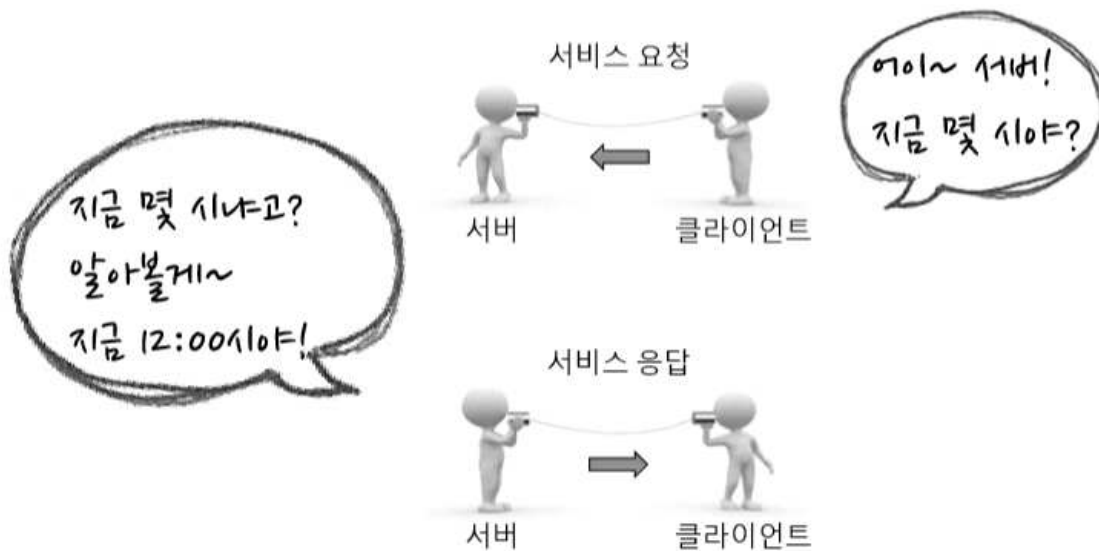 서비스 요청
어이~ 서버!
지금 몇 시야?
서버
클라이언트
지금 몇 시냐고?
알아볼게~
지금 12:00시야!
서비스 응답
서버
클라이언트